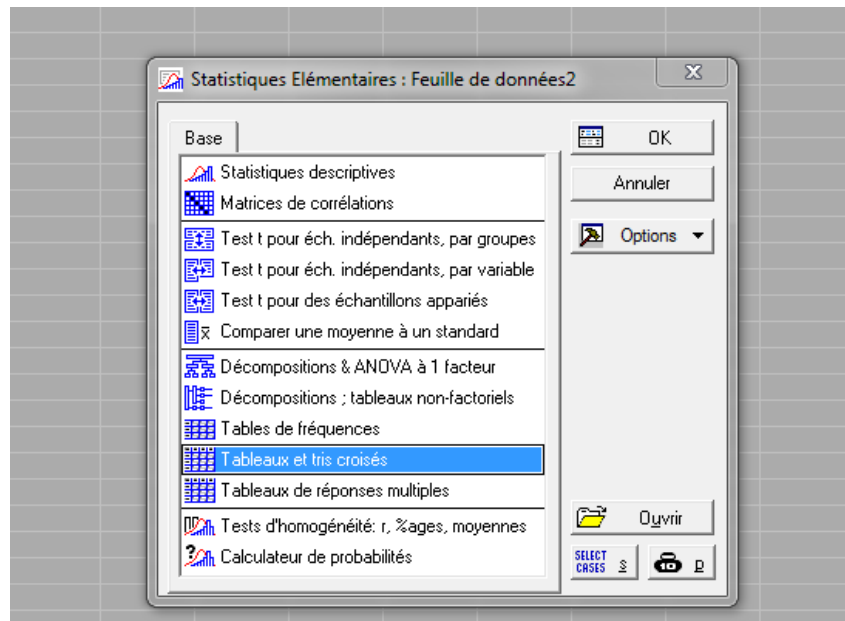 Statistiques Elémentaires : Feuille de données2
Base
Statistiques descriptives
Matrices de corrélations
Test t pour éch. indépendants, par groupes
Test t pour éch. indépendants, par variable
Test t pour des échantillons appariés
Comparer une moyenne à un standard
Décompositions & ANOVA à 1 facteur
Décompositions ; tableaux non-factoriels
Tables de fréquences
Tableaux et tris croisés
Tableaux de réponses multiples
Tests d'homogénéité: r, %ages, moyennes
Calculateur de probabilités
OK
Annuler
Options
Ouvrir
SELECT
CASES S
D